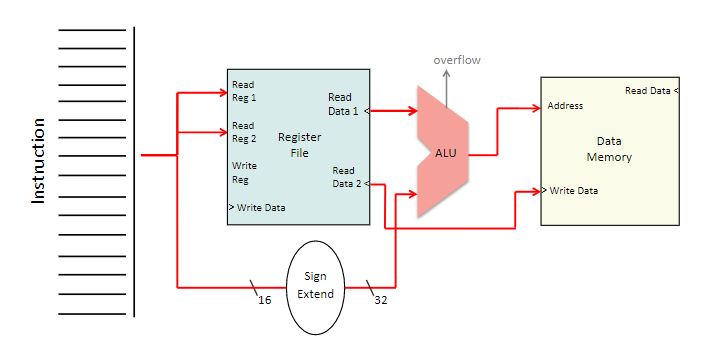 Instruction
Read
Reg 1
Read
Reg 2
Write
Reg
> Write Data
Register
File
Read
Data 1 <
Read
Data 2 <
overflow
ALU
Sign
Extend
16
32
Read Data <
Address
Data
Memory
> Write Data